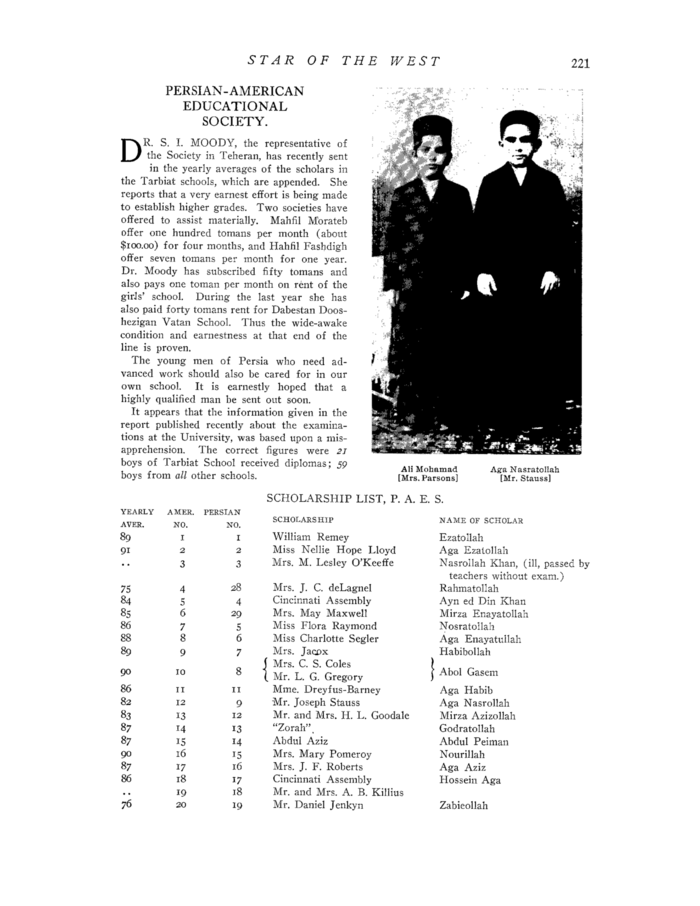 STAR OF THE WEST 221
PERSIAN-AMERICAN
EDUCATIONAL
SOCIETY.
DR. S. I. MOODY, the representative of
the Society in Teheran, has recently sent
in the yearly averages of the scholars in
the Tarbiat schools, which are appended. She
reports that a very earnest effort is being made
to establish higher grades. Two societies have
offered to assist materially. Mahfil Morateb
offer one hundred tomans per month (about
$100.00) for four months, and Hahfil Fashdigh
offer seven tomans per month for one year.
Dr. Moody has subscribed fifty tomans and
also pays one toman per month on rent of the
girls' school. During the last year she has
also paid forty tomans rent for Dabestan Doos-
hezigan Vatan School. Thus the wide-awake
condition and earnestness at that end of the
line is proven.
The young men of Persia who need ad-
vanced work should also be cared for in our
own school. It is earnestly hoped that a
highly qualified man be sent out soon.
It appears that the information given in the
report published recently about the examina-
tions at the University, was based upon a mis-
apprehension. The correct figures were 21
boys of Tarbiat School received diplomas; 59
boys from all other schools.
Ali Mohamad Aga Nasratollah
[Mrs. Parsons] [Mr. Stauss]
SCHOLARSHIP LIST, P. A. E. S.
YEARLY AMER. PERSIAN
AVER. NO. NO. SCHOLARSHIP NAME OF SCHOLAR
89 1 1 William Remey Ezatollah
91 2 2 Miss Nellie Hope Lloyd Aga Ezatollah
.. 3 3 Mrs. M. Lesley O'Keeffe Nasrollah Khan, (ill, passed by
teachers without exam.)
75 4 28 Mrs. J. C. deLagnel Rahmatollah
84 5 4 Cincinnati Assembly Ayn ed Din Khan
85 6 29 Mrs. May Maxwell Mirza Enayatollah
86 7 5 Miss Flora Raymond Nosratollah
88 8 6 Miss Charlotte Segler Aga Enayatullah
89 9 7 Mrs. Jacox Habibollah
90 10 8 { Mrs. C. S. Coles
Mr. L. G. Gregory } Abol Gasem
86 11 11 Mme. Dreyfus-Barney Aga Habib
82 12 9 Mr. Joseph Stauss Aga Nasrollah
83 13 12 Mr. and Mrs. H. L. Goodale Mirza Azizollah
87 14 13 "Zorah" Godratollah
87 15 14 Abdul Aziz Abdul Peiman
90 16 15 Mrs. Mary Pomeroy Nourillah
87 17 16 Mrs. J. F. Roberts Aga Aziz
86 18 17 Cincinnati Assembly Hossein Aga
.. 19 18 Mr. and Mrs. A. B. Killius
76 20 19 Mr. Daniel Jenkyn Zabieollah